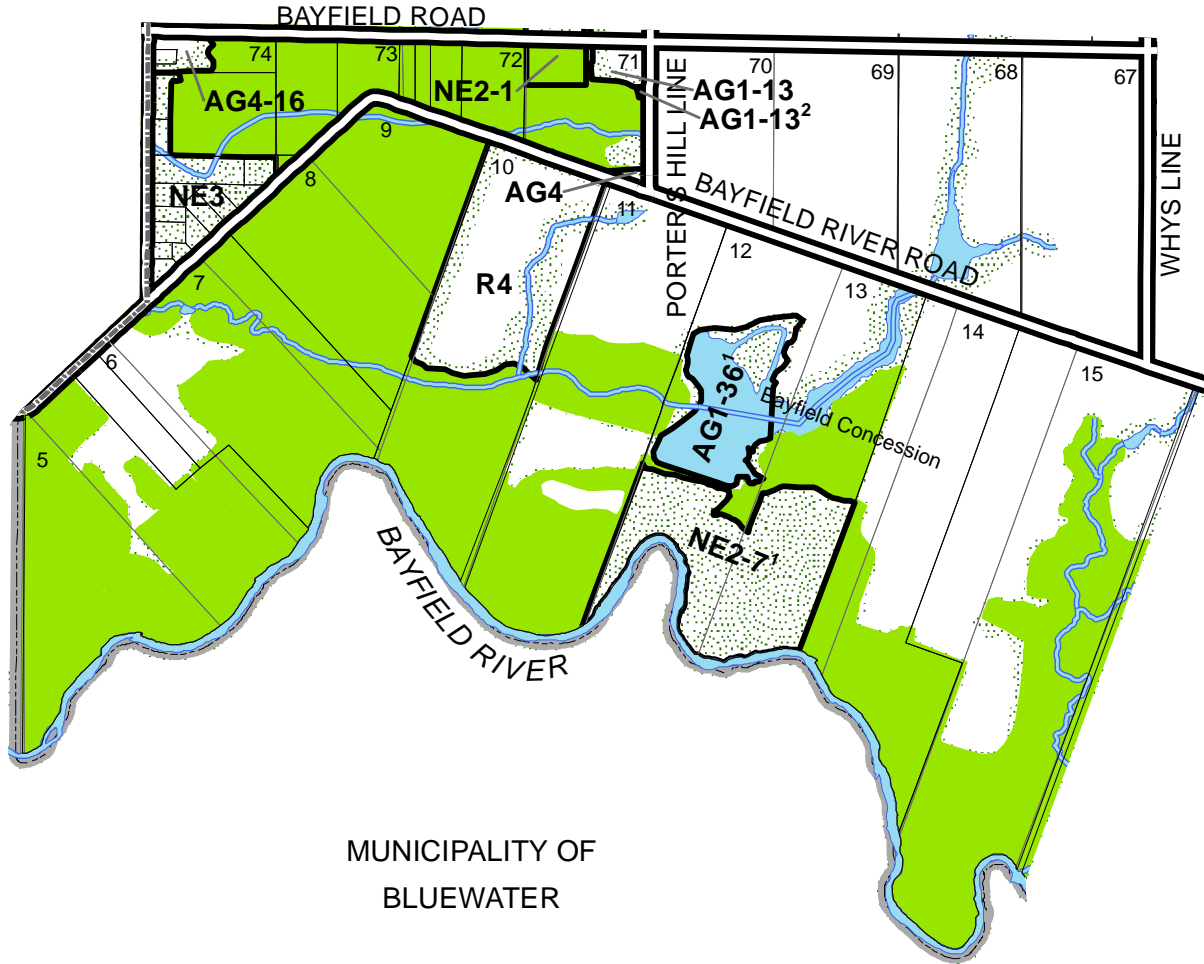 BAYFIELD ROAD
74
73
72
71
70
69
68
67
NE2-1
AG1-13
AG1-13²
AG4-16
PORTER'S HILL LINE
WHYS LINE
9
10
8
AG4
NE3
11
BAYFIELD RIVER ROAD
12
7
13
R4
14
6
15
AG1-36¹
Bayfield Concession
5
NE2-7¹
BAYFIELD RIVER
MUNICIPALITY OF
BLUEWATER